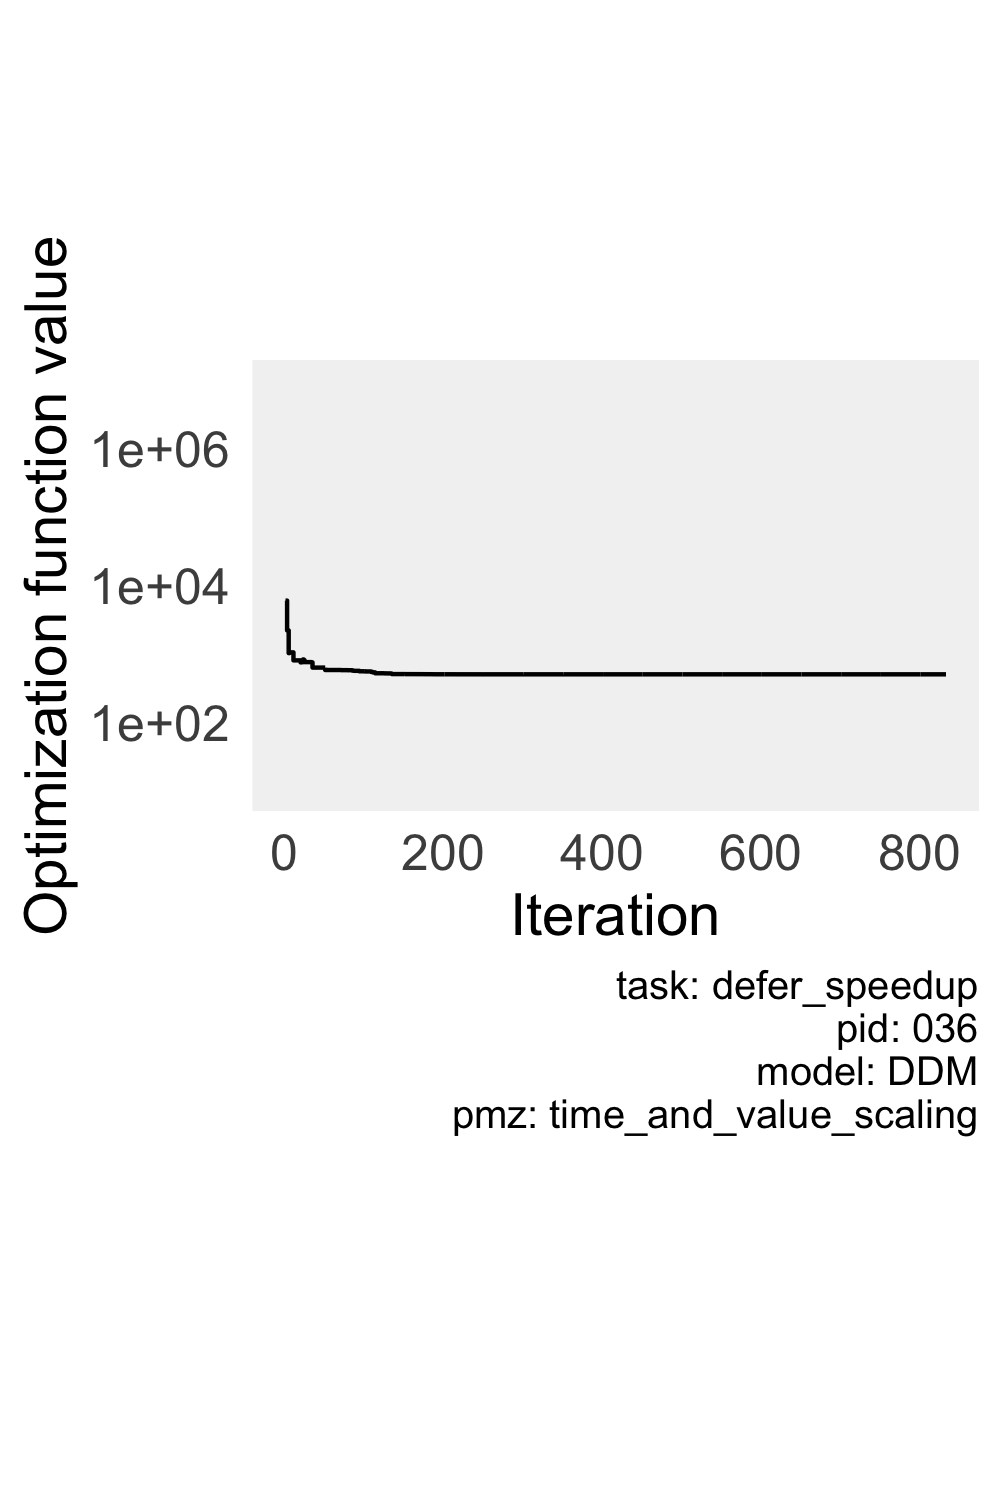 Optimization function value
1e+06
1e+04
1e+02
0 200 400 600 800
Iteration
task: defer_speedup
pid: 036
model: DDM
pmz: time_and_value_scaling